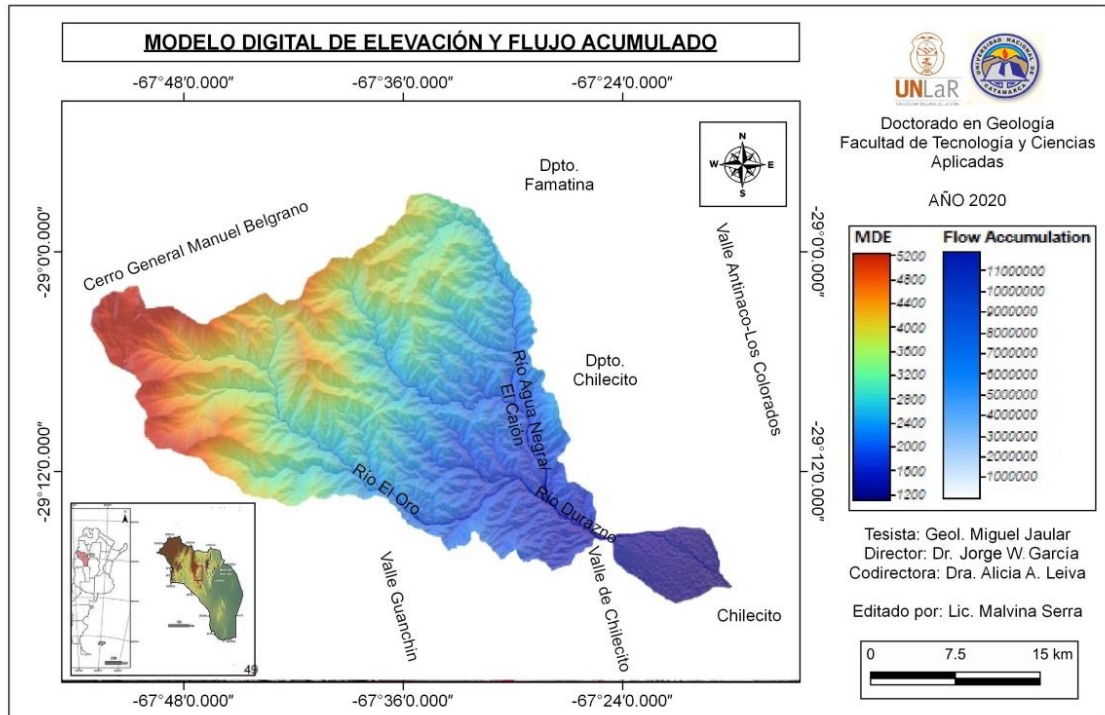 MODELO DIGITAL DE ELEVACIÓN Y FLUJO ACUMULADO
-67°48'0.000"
-67°36'0.000"
-67°24'0.000"
-29°0'0.000"
-29°12'0.000"
Cerro General Manuel Belgrano
Dpto.
Famatina
N
W
E
S
Valle Antinaco-Los Colorados
-29°0'0.000"
-29°12'0.000"
Dpto.
Chilecito
Río Agua Negra/
El Cajón
Río El Oro
Río Durazno
Valle Guanchin
Valle de Chilecito
Chilecito
49
-67°48'0.000"
-67°36'0.000"
-67°24'0.000"
UNLaR
UNIVERSIDAD NACIONAL DE
CATAMARCA
Doctorado en Geología
Facultad de Tecnología y Ciencias
Aplicadas
AÑO 2020
MDE
5200
4800
4400
4000
3600
3200
2800
2400
2000
1600
1200
Flow Accumulation
11000000
10000000
9000000
8000000
7000000
6000000
5000000
4000000
3000000
2000000
1000000
Tesista: Geol. Miguel Jaular
Director: Dr. Jorge W. García
Codirectora: Dra. Alicia A. Leiva
Editado por: Lic. Malvina Serra
0 7.5 15 km